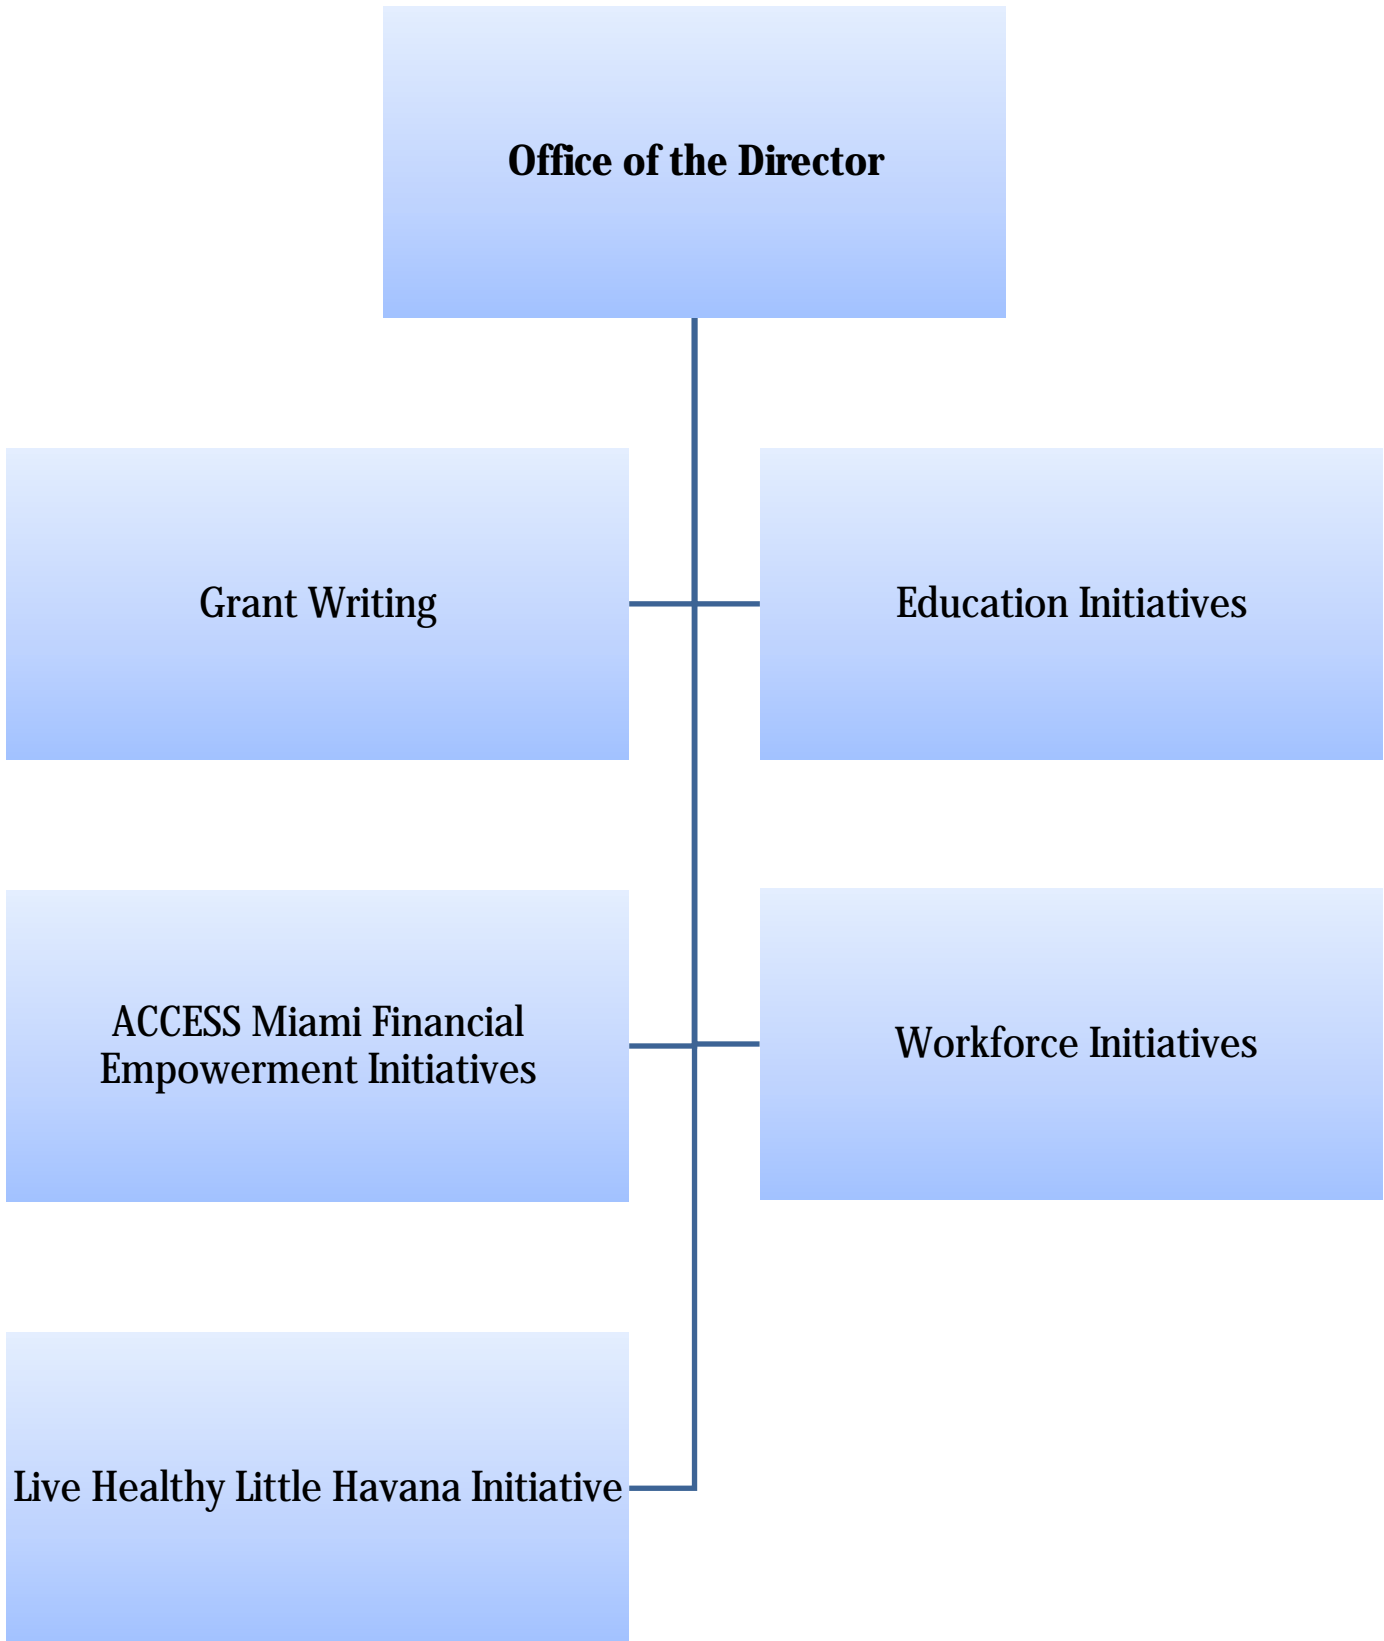 Office of the Director
Grant Writing
Education Initiatives
ACCESS Miami Financial
Empowerment Initiatives
Workforce Initiatives
Live Healthy Little Havana Initiative